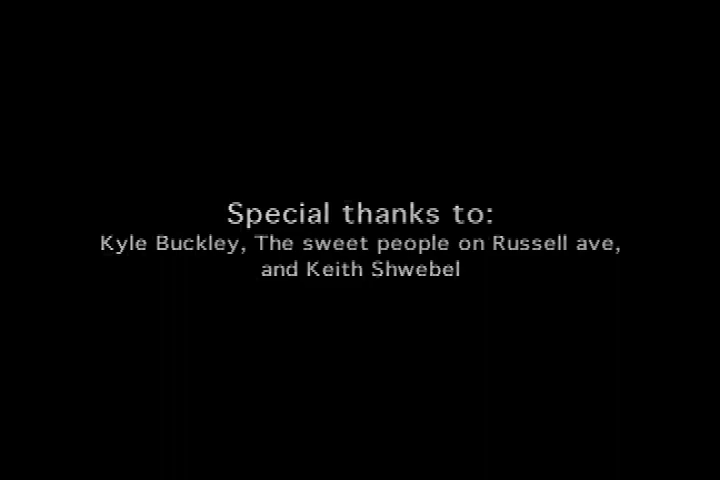 Special thanks to:
Kyle Buckley, The sweet people on Russell ave,
and Keith Shwebel